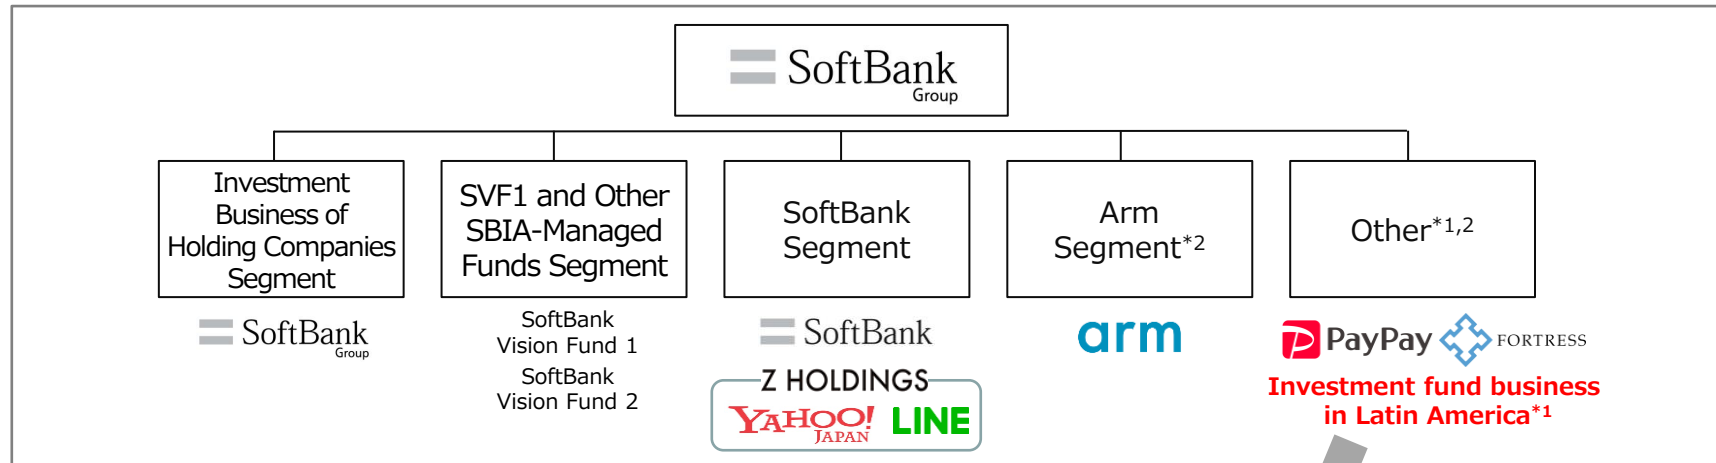 SoftBank
Group
Investment
Business of
Holding Companies
Segment
SVF1 and Other
SBIA-Managed
Funds Segment
SoftBank
Segment
Arm
Segment*2
Other*1,2
SoftBank
Group
SoftBank
Vision Fund 1
SoftBank
Vision Fund 2
SoftBank
Z HOLDINGS
YAHOO!
JAPAN
LINE
arm
PayPay
FORTRESS
Investment fund business
in Latin America*1